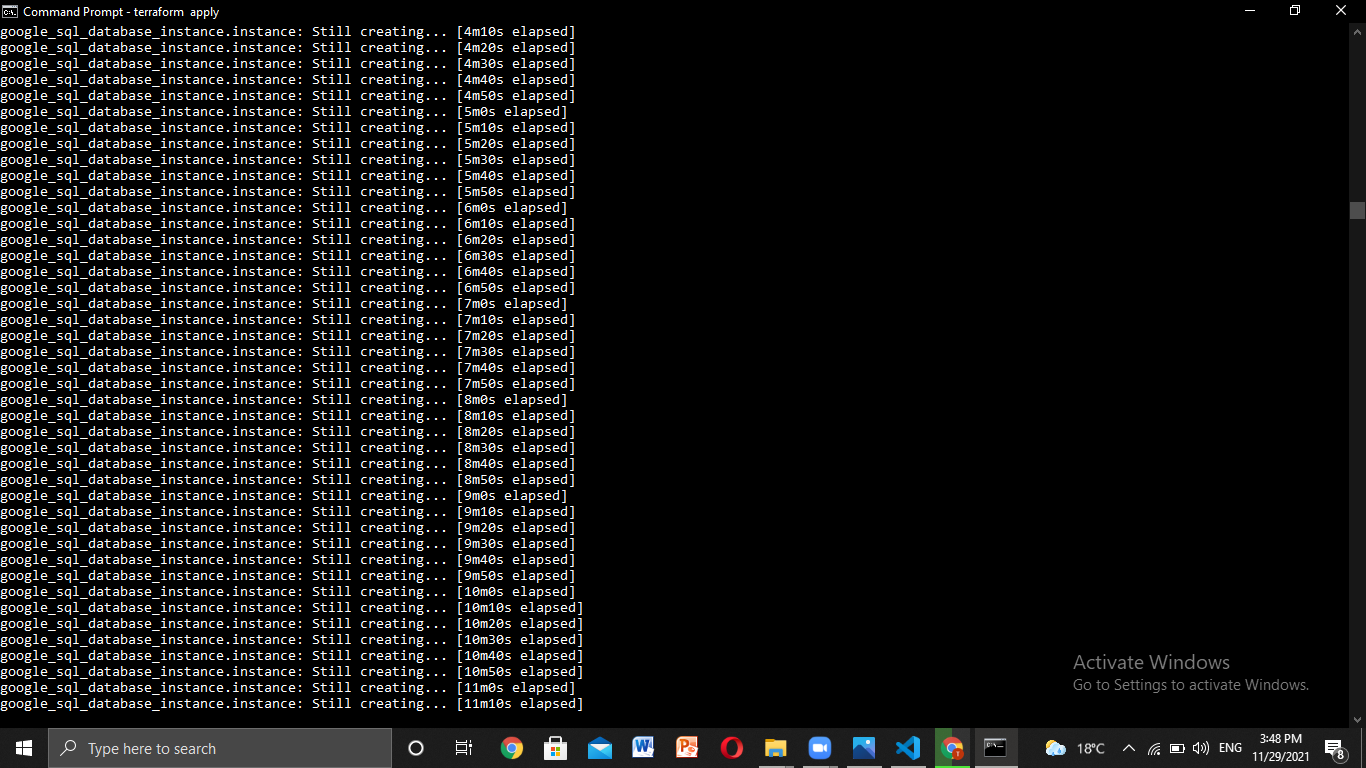 Command Prompt - terraform  apply
google_sql_database_instance.instance: Still creating... [4m10s elapsed]
google_sql_database_instance.instance: Still creating... [4m20s elapsed]
google_sql_database_instance.instance: Still creating... [4m30s elapsed]
google_sql_database_instance.instance: Still creating... [4m40s elapsed]
google_sql_database_instance.instance: Still creating... [4m50s elapsed]
google_sql_database_instance.instance: Still creating... [5m0s elapsed]
google_sql_database_instance.instance: Still creating... [5m10s elapsed]
google_sql_database_instance.instance: Still creating... [5m20s elapsed]
google_sql_database_instance.instance: Still creating... [5m30s elapsed]
google_sql_database_instance.instance: Still creating... [5m40s elapsed]
google_sql_database_instance.instance: Still creating... [5m50s elapsed]
google_sql_database_instance.instance: Still creating... [6m0s elapsed]
google_sql_database_instance.instance: Still creating... [6m10s elapsed]
google_sql_database_instance.instance: Still creating... [6m20s elapsed]
google_sql_database_instance.instance: Still creating... [6m30s elapsed]
google_sql_database_instance.instance: Still creating... [6m40s elapsed]
google_sql_database_instance.instance: Still creating... [6m50s elapsed]
google_sql_database_instance.instance: Still creating... [7m0s elapsed]
google_sql_database_instance.instance: Still creating... [7m10s elapsed]
google_sql_database_instance.instance: Still creating... [7m20s elapsed]
google_sql_database_instance.instance: Still creating... [7m30s elapsed]
google_sql_database_instance.instance: Still creating... [7m40s elapsed]
google_sql_database_instance.instance: Still creating... [7m50s elapsed]
google_sql_database_instance.instance: Still creating... [8m0s elapsed]
google_sql_database_instance.instance: Still creating... [8m10s elapsed]
google_sql_database_instance.instance: Still creating... [8m20s elapsed]
google_sql_database_instance.instance: Still creating... [8m30s elapsed]
google_sql_database_instance.instance: Still creating... [8m40s elapsed]
google_sql_database_instance.instance: Still creating... [8m50s elapsed]
google_sql_database_instance.instance: Still creating... [9m0s elapsed]
google_sql_database_instance.instance: Still creating... [9m10s elapsed]
google_sql_database_instance.instance: Still creating... [9m20s elapsed]
google_sql_database_instance.instance: Still creating... [9m30s elapsed]
google_sql_database_instance.instance: Still creating... [9m40s elapsed]
google_sql_database_instance.instance: Still creating... [9m50s elapsed]
google_sql_database_instance.instance: Still creating... [10m0s elapsed]
google_sql_database_instance.instance: Still creating... [10m10s elapsed]
google_sql_database_instance.instance: Still creating... [10m20s elapsed]
google_sql_database_instance.instance: Still creating... [10m30s elapsed]
google_sql_database_instance.instance: Still creating... [10m40s elapsed]
google_sql_database_instance.instance: Still creating... [10m50s elapsed]
google_sql_database_instance.instance: Still creating... [11m0s elapsed]
google_sql_database_instance.instance: Still creating... [11m10s elapsed]
Activate Windows
Go to Settings to activate Windows.
Type here to search
18°C
ENG
3:48 PM
11/29/2021
8